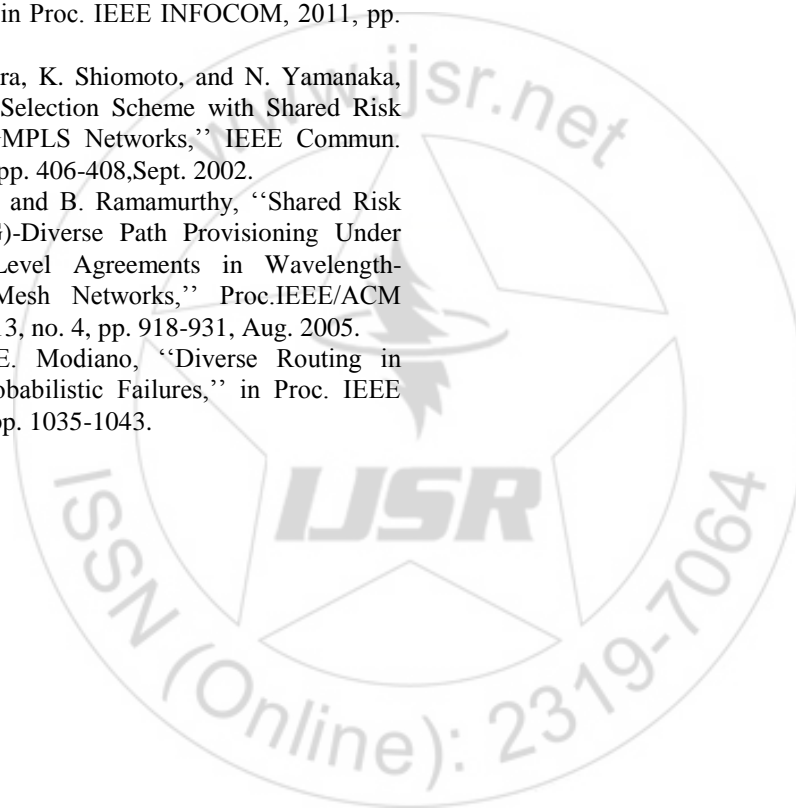 in Proc. IEEE INFOCOM, 2011, pp.
ra, K. Shiomoto, and N. Yamanaka,
Selection Scheme with Shared Risk
MPLS Networks,’’ IEEE Commun.
pp. 406-408,Sept. 2002.
and B. Ramamurthy, ‘‘Shared Risk
)-Diverse Path Provisioning Under
Level Agreements in Wavelength-
Mesh Networks,’’ Proc.IEEE/ACM
13, no. 4, pp. 918-931, Aug. 2005.
E. Modiano, ‘‘Diverse Routing in
obabilistic Failures,’’ in Proc. IEEE
pp. 1035-1043.
www.ijsr.net
IJSR
ISSN (Online): 2319-7064